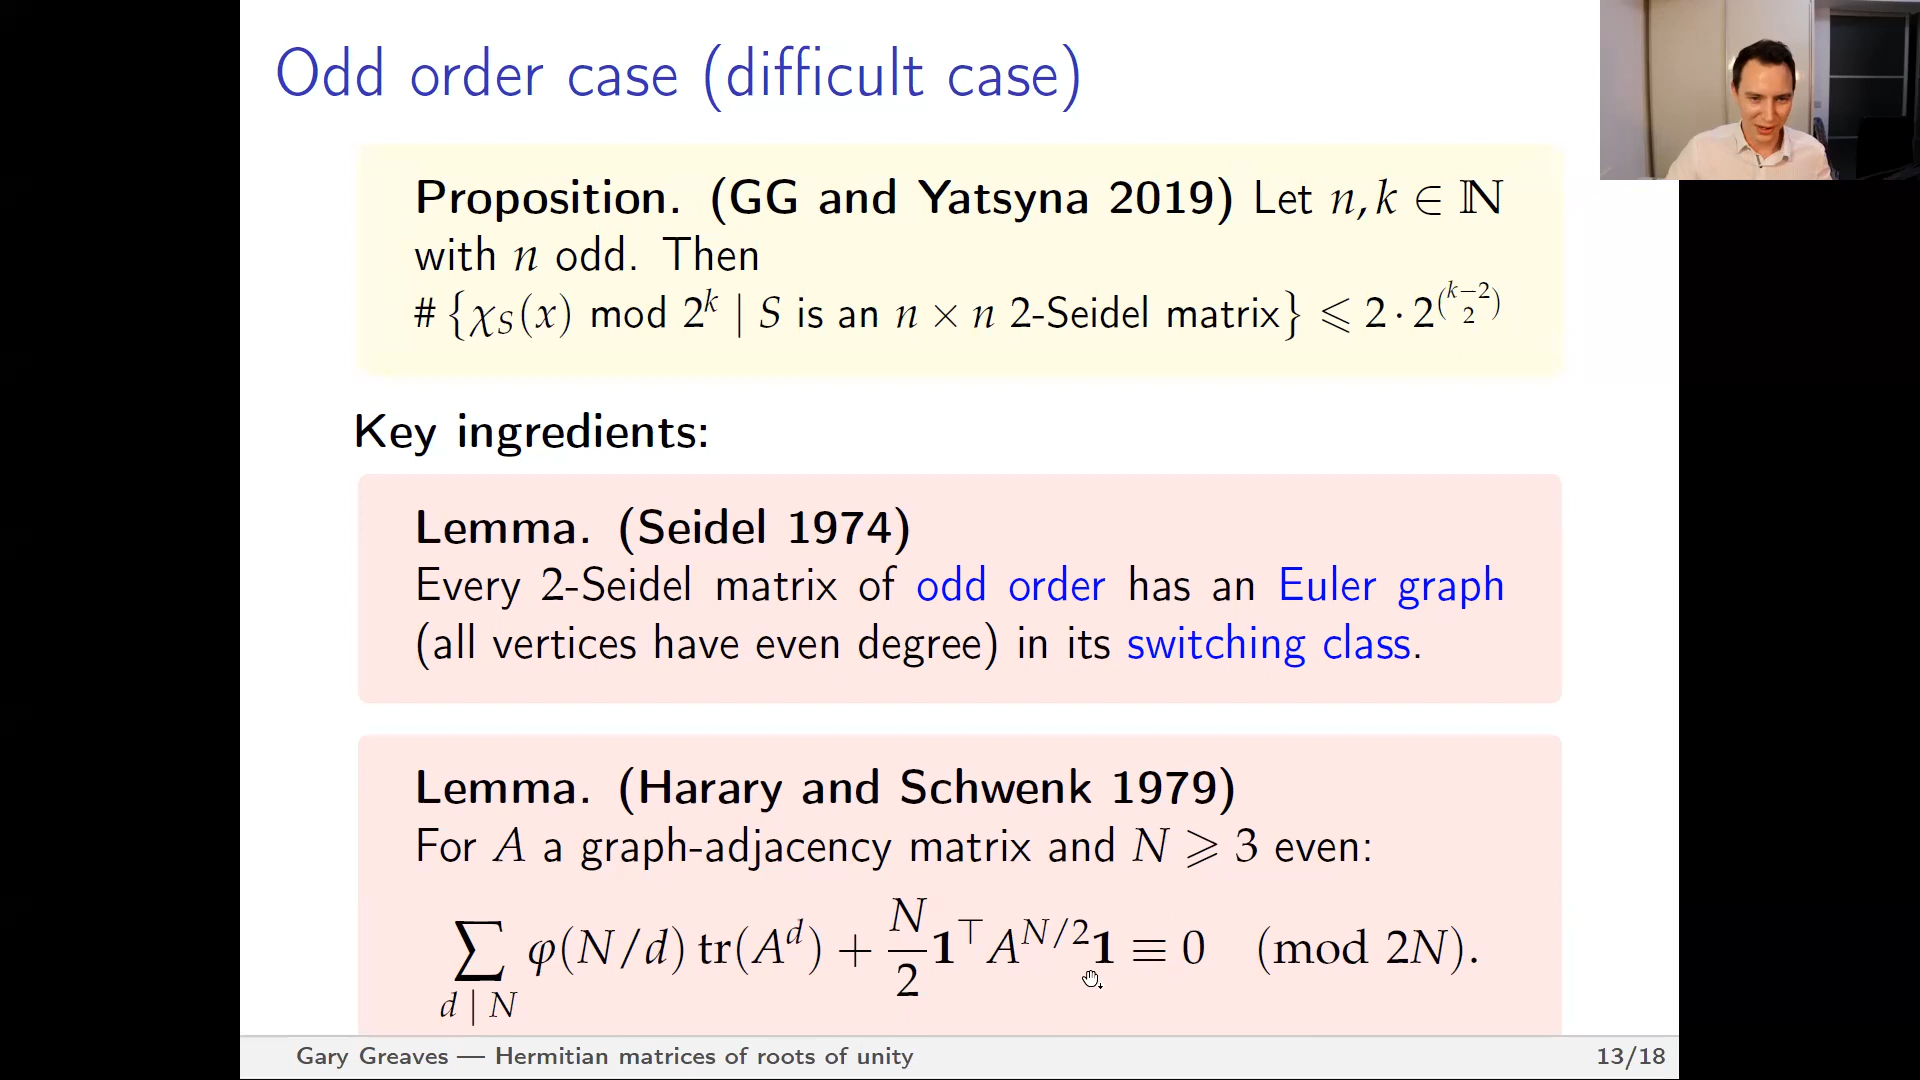 Odd order case (difficult case)
Proposition. (GG and Yatsyna 2019) Let n, k ∈ ℕ
with n odd. Then
# {χ_S(x) mod 2^k | S is an n × n 2-Seidel matrix} ⩽ 2 · 2^{\binom{k−2}{2}}
Key ingredients:
Lemma. (Seidel 1974)
Every 2-Seidel matrix of odd order has an Euler graph
(all vertices have even degree) in its switching class.
Lemma. (Harary and Schwenk 1979)
For A a graph-adjacency matrix and N ⩾ 3 even:
∑_{d | N} φ(N/d) tr(A^d) + \frac{N}{2} 1^⊤ A^{N/2} 1 ≡ 0 (mod 2N).
Gary Greaves — Hermitian matrices of roots of unity 13/18